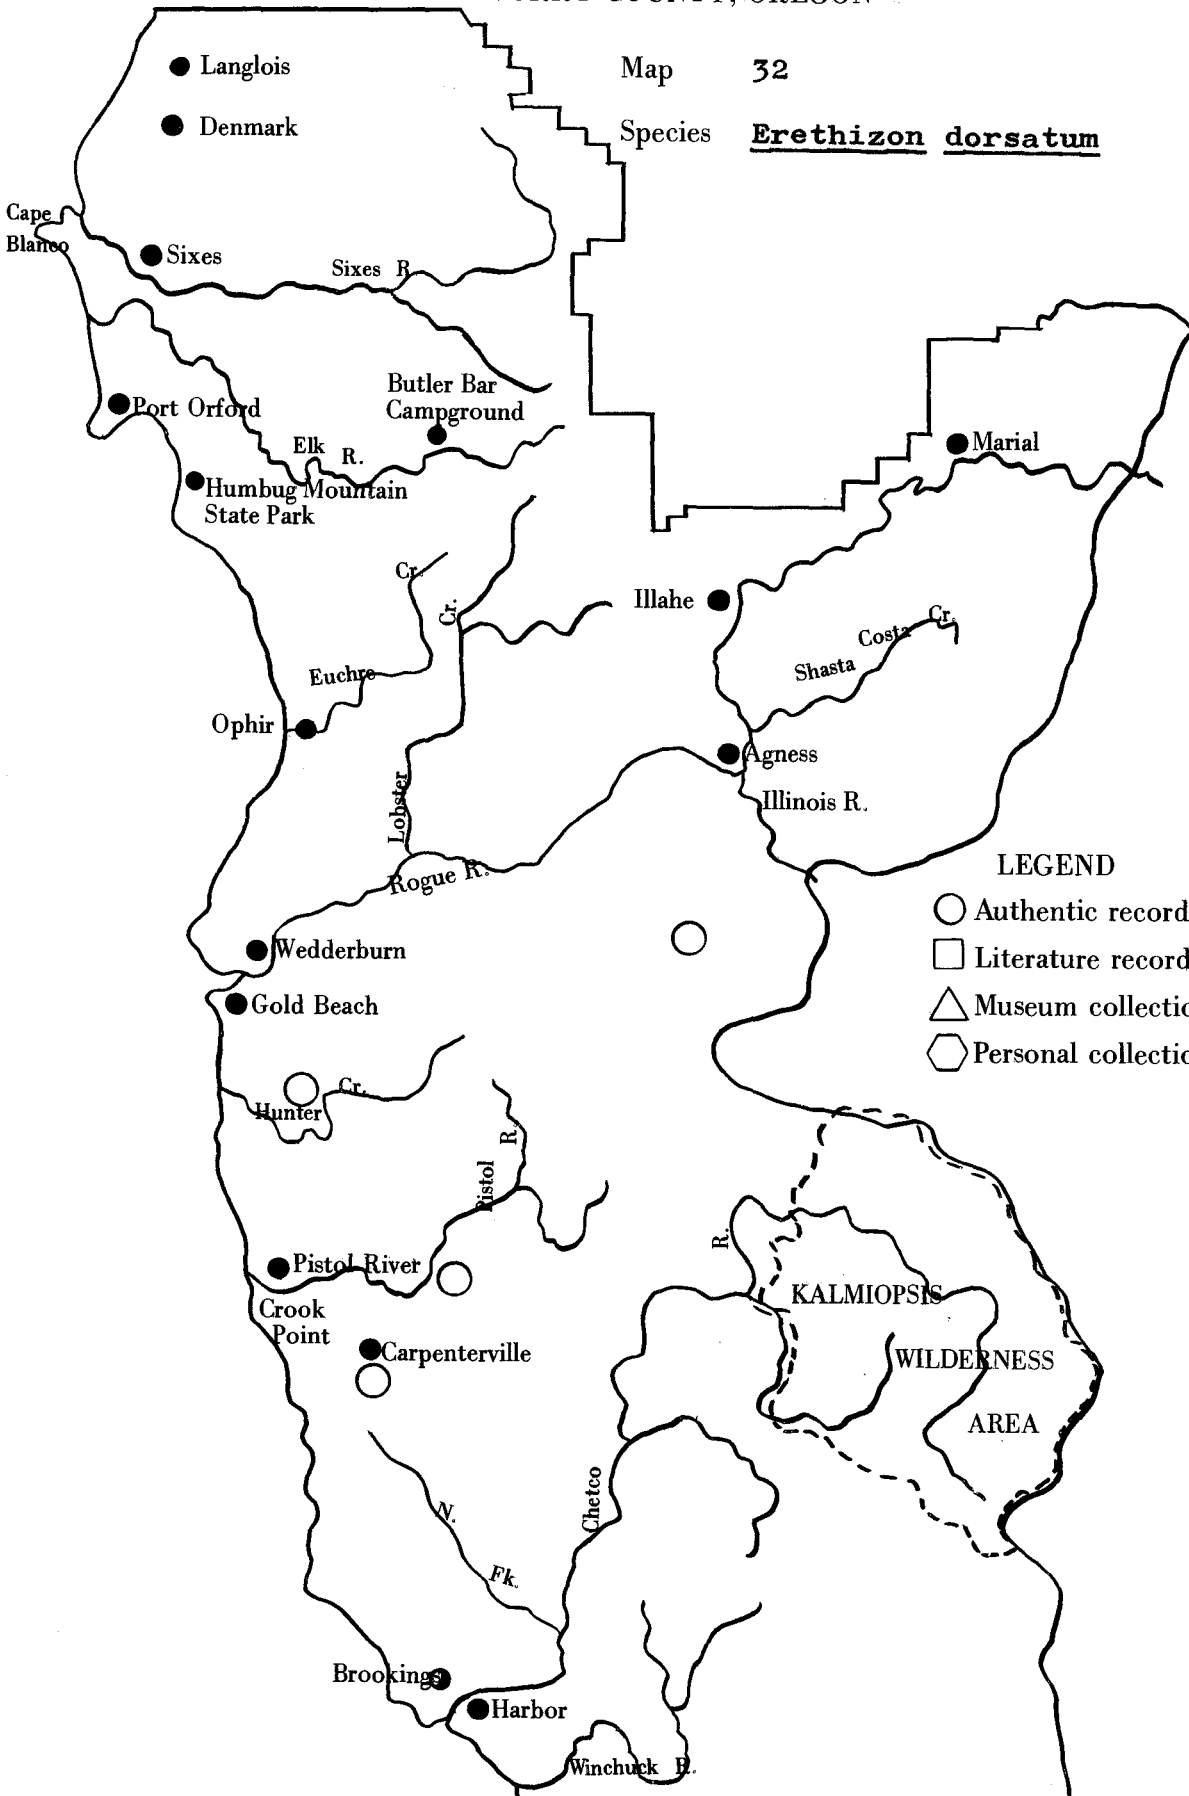 COUNTY, OREGON
Map 32
Species Erethizon dorsatum
Langlois
Denmark
Cape
Blanco
Sixes
Sixes R.
Butler Bar
Campground
Port Orford
Elk R.
Marial
Humbug Mountain
State Park
Cr.
Cr.
Illahe
Shasta Costa Cr.
Euchre
Ophir
Agness
Lobster
Illinois R.
Rogue R.
LEGEND
Authentic record
Wedderburn
Literature record
Gold Beach
Museum collectio
Personal collectio
Hunter Cr.
Pistol R.
R.
Pistol River
KALMIOPSIS
Crook
Point
Carpenterville
WILDERNESS
AREA
Chetco
N. Fk.
Brookings
Harbor
Winchuck R.